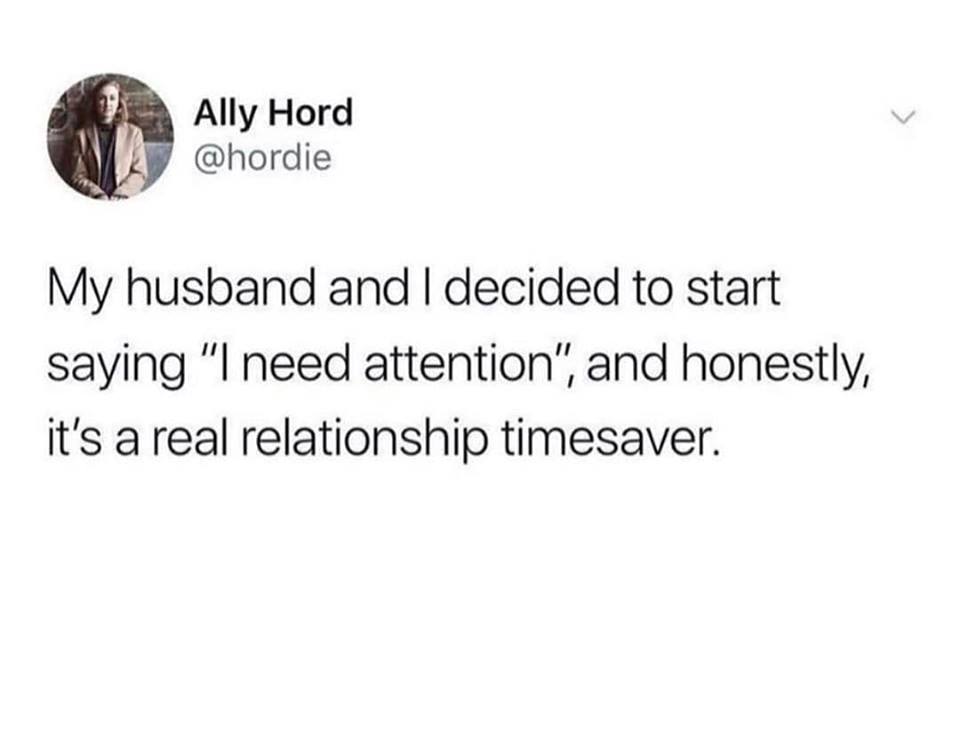 Ally Hord
@hordie
My husband and I decided to start
saying "I need attention", and honestly,
it's a real relationship timesaver.